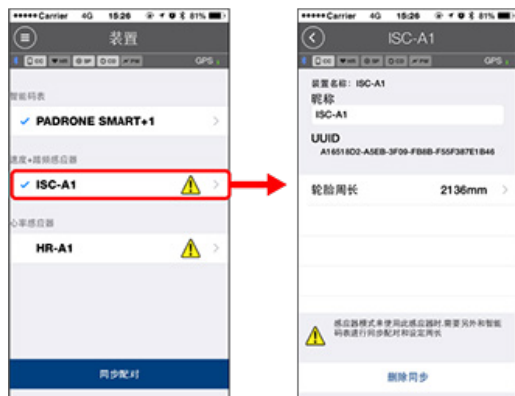 •••••Carrier 4G 15:26 81%
装置
GPS
智能码表
PADRONE SMART+1
速度+踏频感应器
ISC-A1
心率感应器
HR-A1
同步配对
•••••Carrier 4G 15:26 81%
ISC-A1
GPS
装置名称：ISC-A1
昵称
ISC-A1
UUID
A16518D2-A5EB-3F09-FB8B-F55F387E1B46
轮胎周长 2136mm
感应器模式来使用此感应器时,需要另外和智能
码表进行同步配对和设定周长
删除同步